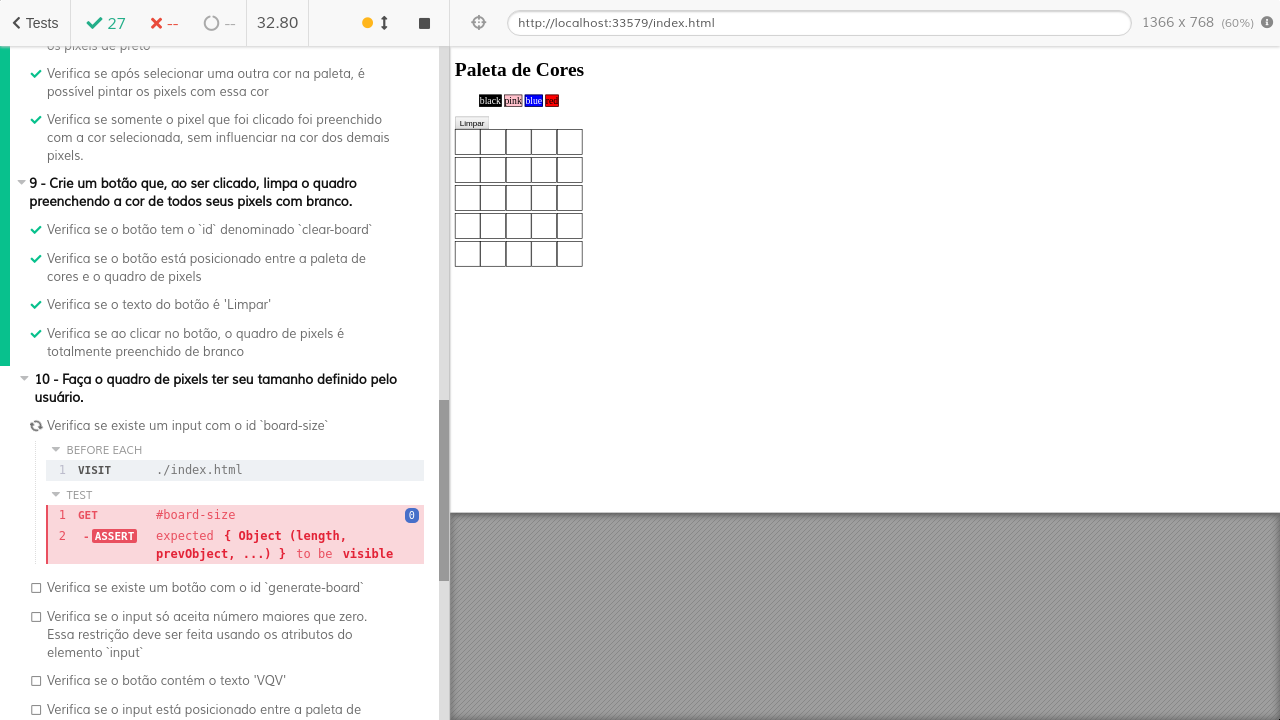 Tests
27
--
--
32.80
http://localhost:33579/index.html
1366 x 768 (60%)
os pixels de preto
Verifica se após selecionar uma outra cor na paleta, é
possível pintar os pixels com essa cor
Verifica se somente o pixel que foi clicado foi preenchido
com a cor selecionada, sem influenciar na cor dos demais
pixels.
9 - Crie um botão que, ao ser clicado, limpa o quadro
preenchendo a cor de todos seus pixels com branco.
Verifica se o botão tem o `id` denominado `clear-board`
Verifica se o botão está posicionado entre a paleta de
cores e o quadro de pixels
Verifica se o texto do botão é 'Limpar'
Verifica se ao clicar no botão, o quadro de pixels é
totalmente preenchido de branco
10 - Faça o quadro de pixels ter seu tamanho definido pelo
usuário.
Verifica se existe um input com o id `board-size`
BEFORE EACH
1 VISIT ./index.html
TEST
1 GET #board-size 0
2 -ASSERT expected { Object (length,
prevObject, ...) } to be visible
Verifica se existe um botão com o id `generate-board`
Verifica se o input só aceita número maiores que zero.
Essa restrição deve ser feita usando os atributos do
elemento `input`
Verifica se o botão contém o texto 'VQV'
Verifica se o input está posicionado entre a paleta de
Paleta de Cores
black pink blue red
Limpar